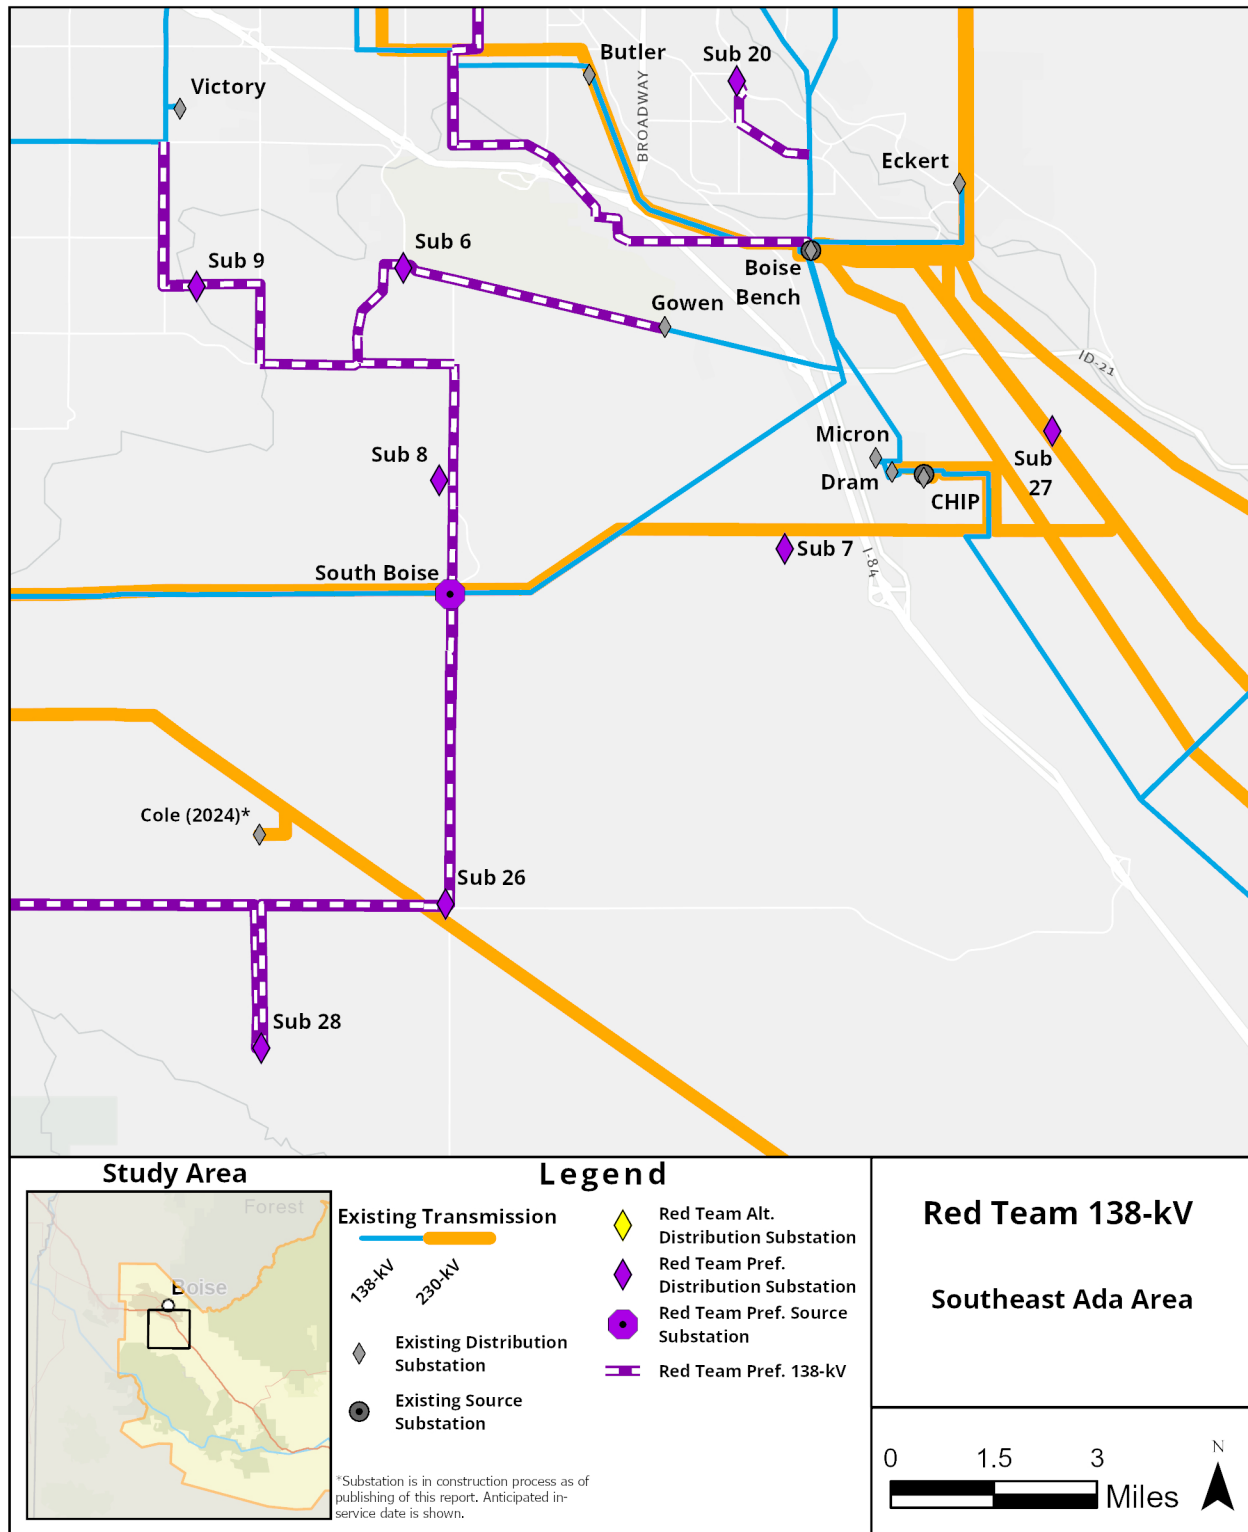 Butler
Sub 20
Victory
BROADWAY
Eckert
Sub 6
Sub 9
Boise
Bench
Gowen
ID-21
Micron
Sub 8
Sub
27
Dram
CHIP
Sub 7
I-84
South Boise
Cole (2024)*
Sub 26
Sub 28
Study Area
Forest
Boise
Legend
Existing Transmission
138-kV
230-kV
Existing Distribution
Substation
Existing Source
Substation
*Substation is in construction process as of
publishing of this report. Anticipated in-
service date is shown.
Red Team Alt.
Distribution Substation
Red Team Pref.
Distribution Substation
Red Team Pref. Source
Substation
Red Team Pref. 138-kV
Red Team 138-kV
Southeast Ada Area
0 1.5 3
Miles
N